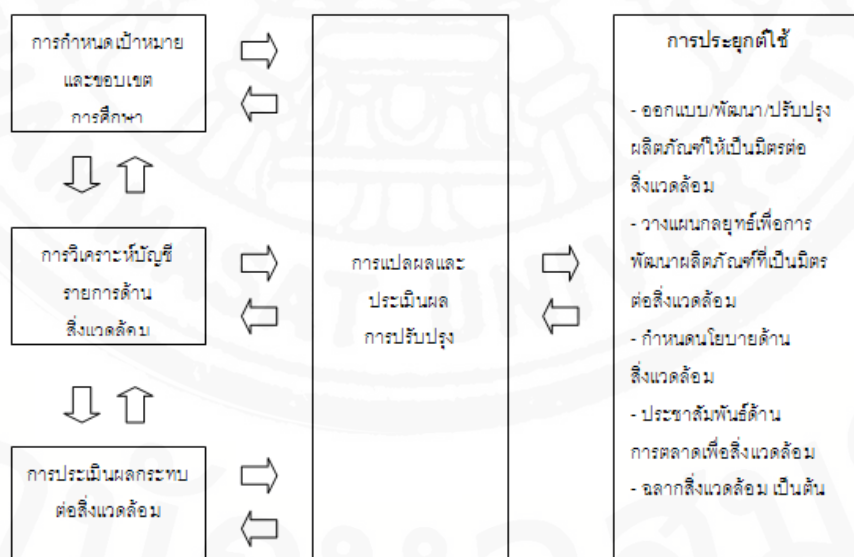 การกำหนดเป้าหมาย
และขอบเขต
การศึกษา
การวิเคราะห์บัญชี
รายการด้าน
สิ่งแวดล้อม
การประเมินผลกระทบ
ต่อสิ่งแวดล้อม
การแปลผลและ
ประเมินผล
การปรับปรุง
การประยุกต์ใช้
- ออกแบบ/พัฒนา/ปรับปรุง
ผลิตภัณฑ์ให้เป็นมิตรต่อ
สิ่งแวดล้อม
- วางแผนกลยุทธ์เพื่อการ
พัฒนาผลิตภัณฑ์ที่เป็นมิตร
ต่อสิ่งแวดล้อม
- กำหนดนโยบายด้าน
สิ่งแวดล้อม
- ประชาสัมพันธ์ด้าน
การตลาดเพื่อสิ่งแวดล้อม
- ฉลากสิ่งแวดล้อม เป็นต้น